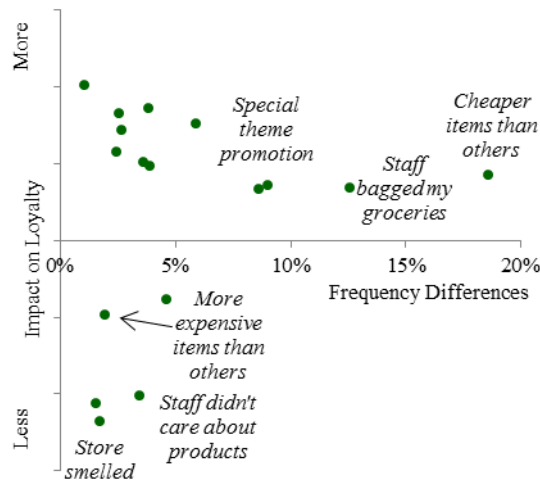 More
Impact on Loyalty
Less
Special
theme
promotion
Cheaper
items than
others
Staff
bagged my
groceries
0%
5%
10%
15%
20%
Frequency Differences
More
expensive
items than
others
Staff didn't
care about
products
Store
smelled